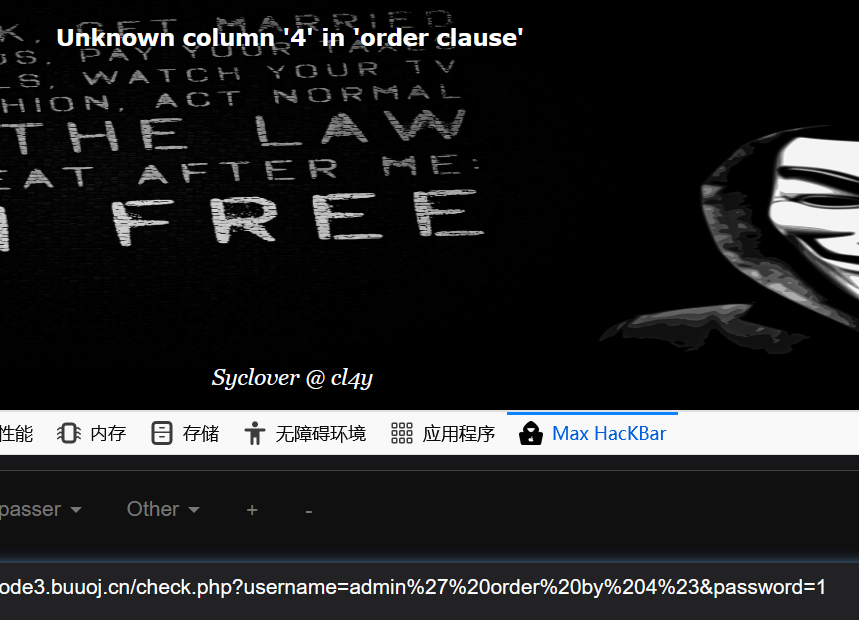 K, GET MARRIED
Unknown column '4' in 'order clause'
S, PAY YOUR TAXES
LS, WATCH YOUR TV
HION, ACT NORMAL
THE LAW
EAT AFTER ME:
FREE
Syclover @ cl4y
性能 内存 存储 无障碍环境 应用程序 Max HacKBar
passer Other + -
ode3.buuoj.cn/check.php?username=admin%27%20order%20by%204%23&password=1